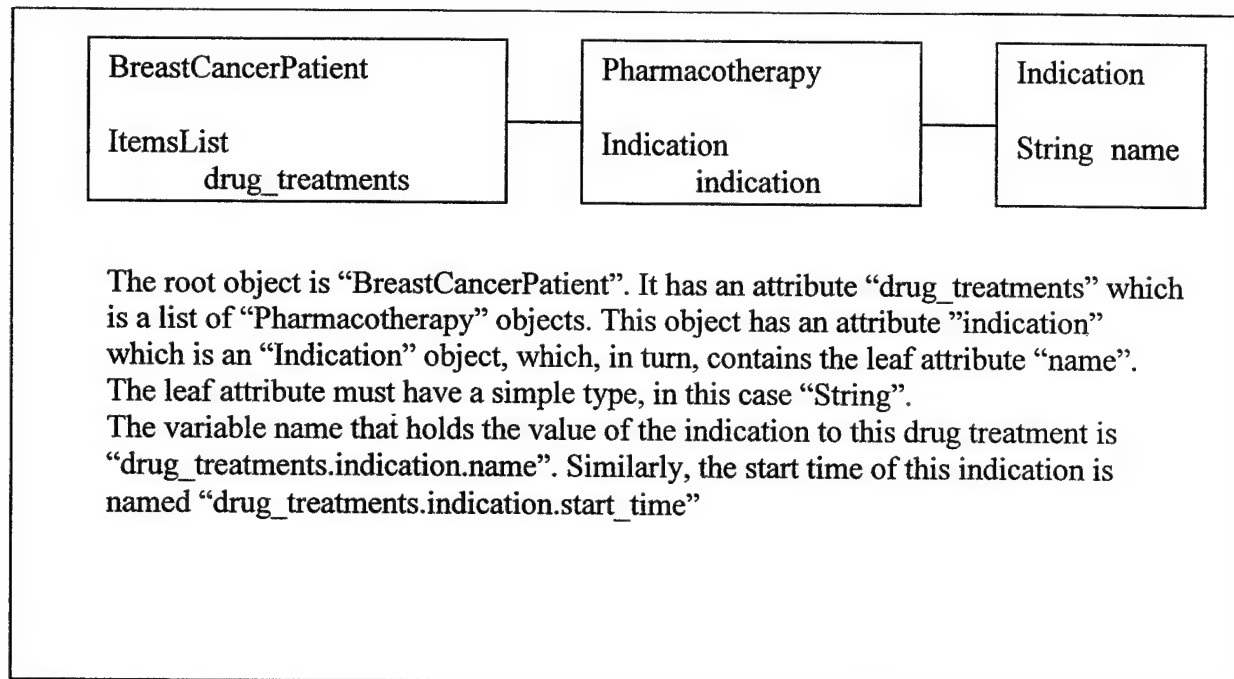 BreastCancerPatient
ItemsList
drug_treatments
Pharmacotherapy
Indication
indication
Indication
String name
The root object is “BreastCancerPatient”. It has an attribute “drug_treatments” which
is a list of “Pharmacotherapy” objects. This object has an attribute ”indication”
which is an “Indication” object, which, in turn, contains the leaf attribute “name”.
The leaf attribute must have a simple type, in this case “String”.
The variable name that holds the value of the indication to this drug treatment is
“drug_treatments.indication.name”. Similarly, the start time of this indication is
named “drug_treatments.indication.start_time”